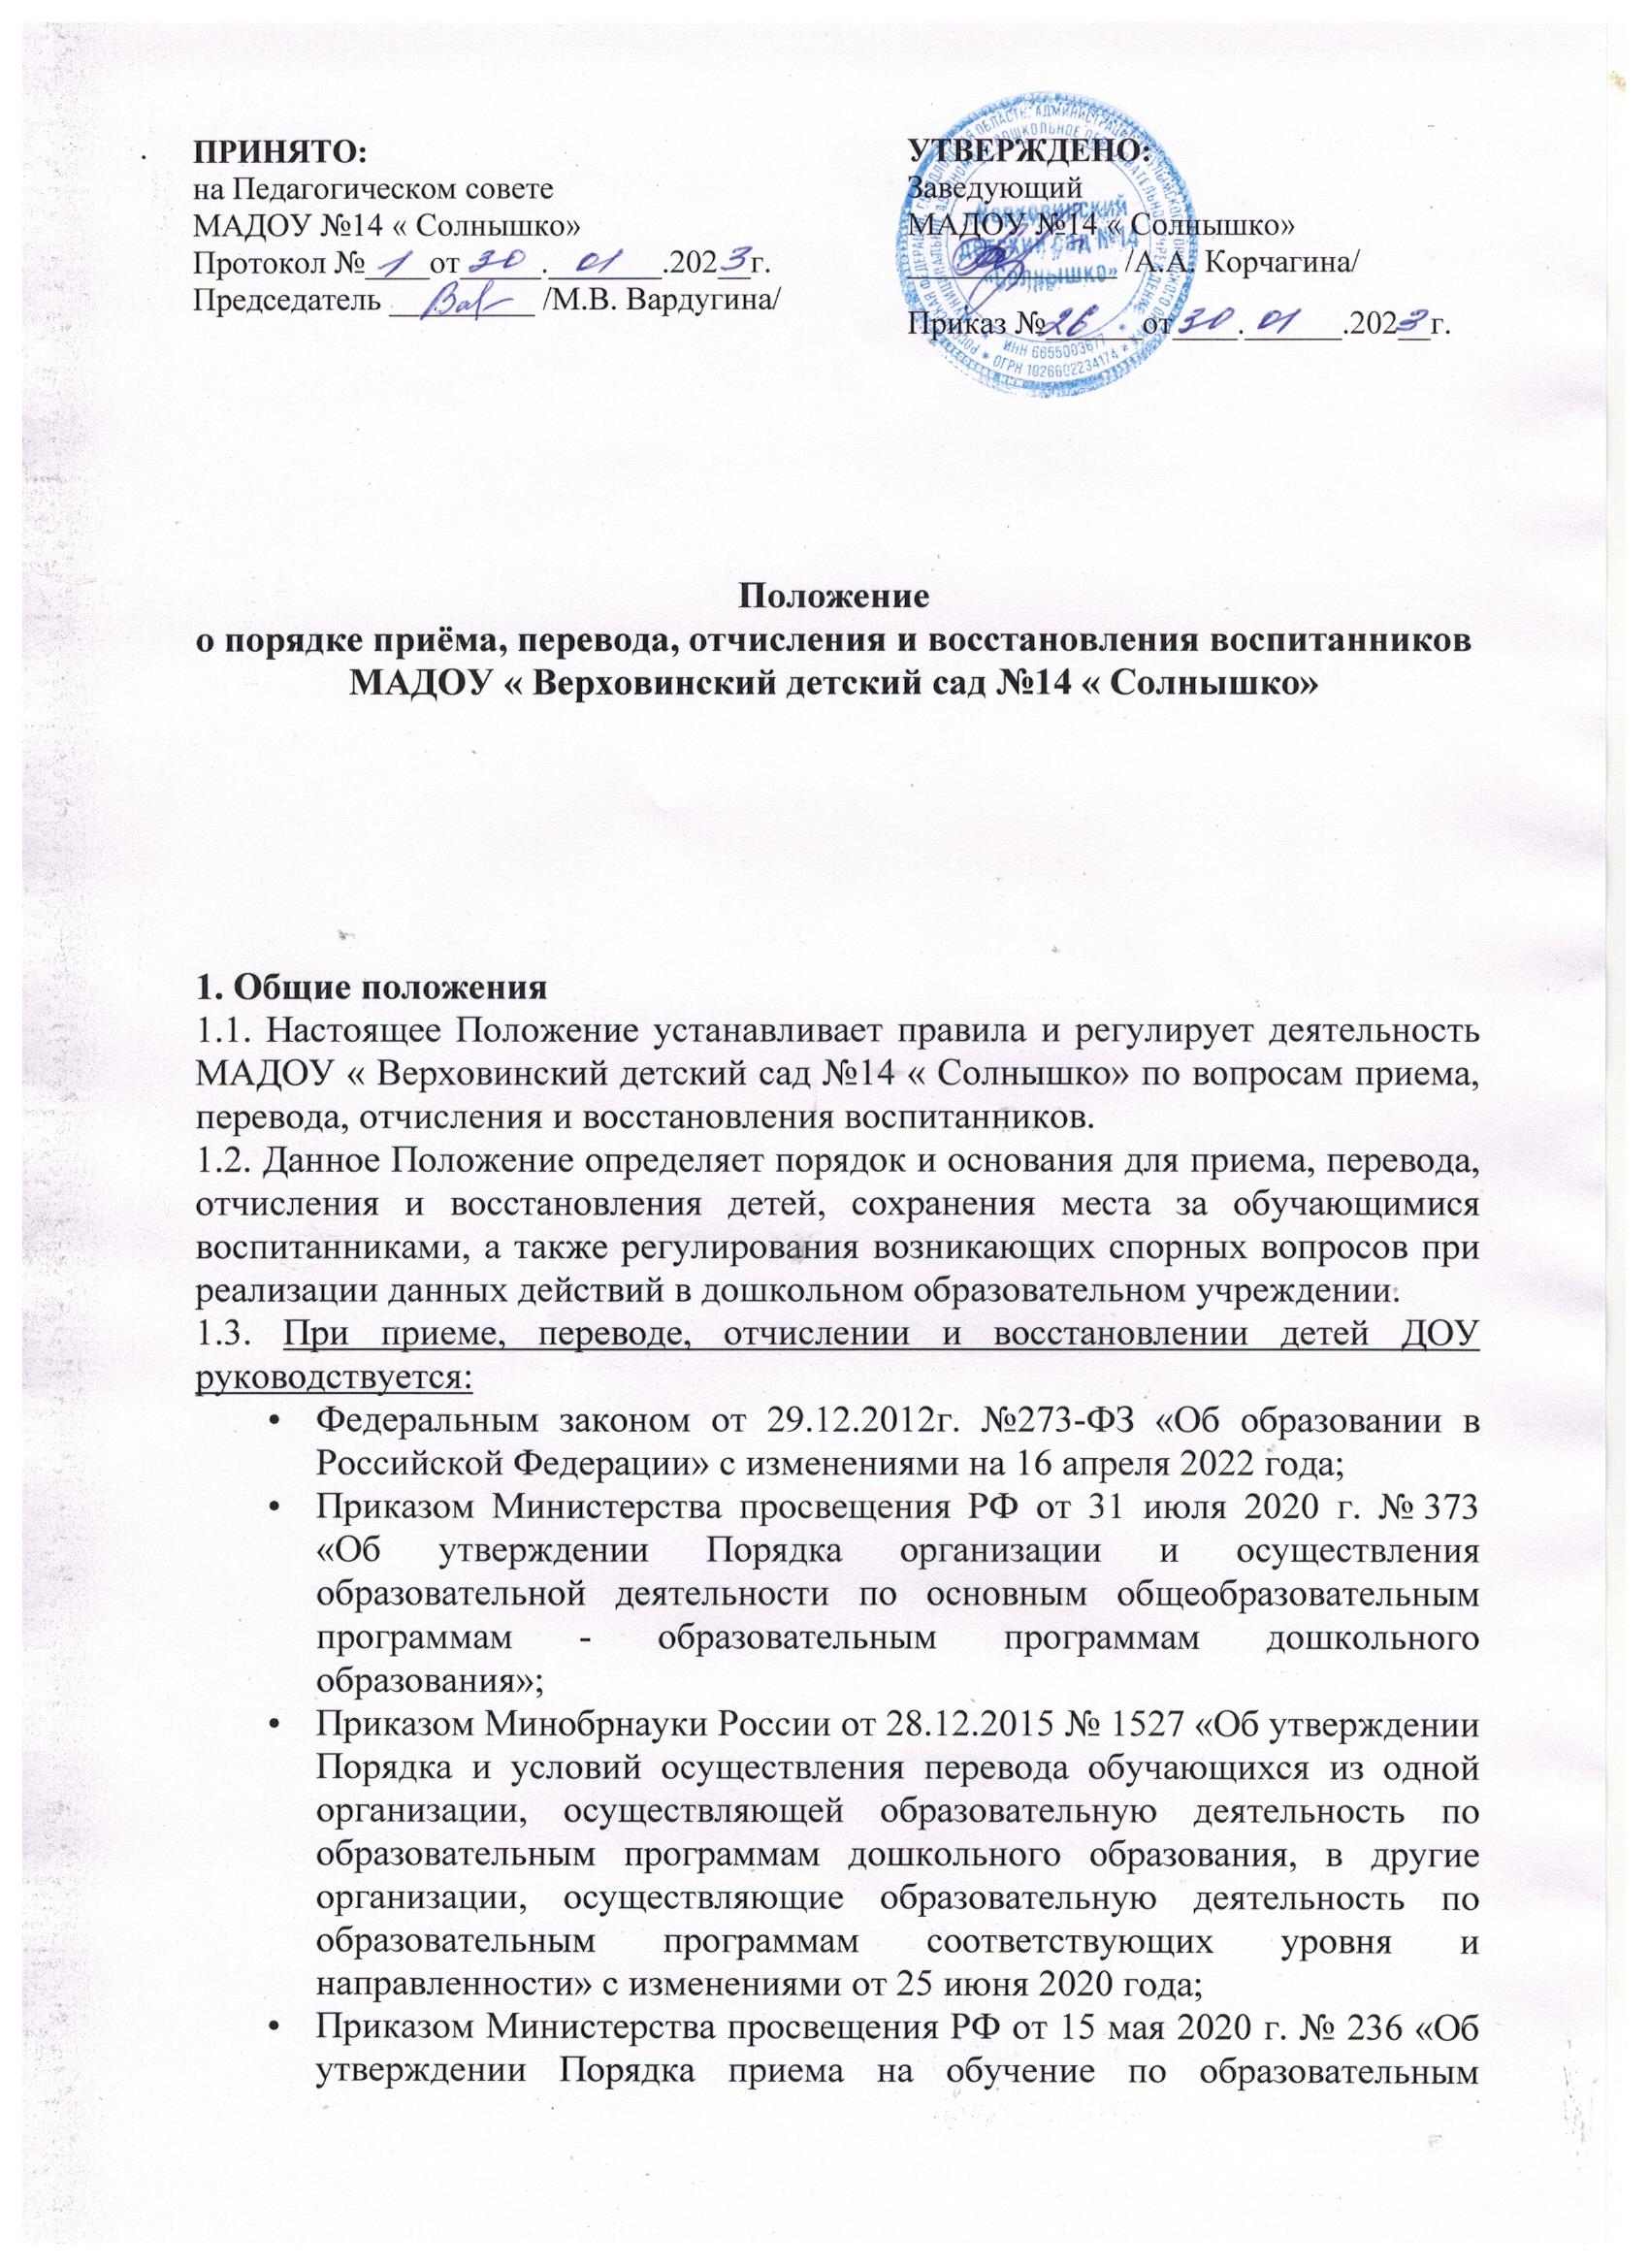 ПРИНЯТО:
на Педагогическом совете
МАДОУ №14 « Солнышко»
Протокол № 1 от 30 . 01 .2023 г.
Председатель /М.В. Вардугина/
УТВЕРЖДЕНО:
Заведующий
МАДОУ №14 « Солнышко»
/А.А. Корчагина/
Приказ № 26 от 30 . 01 .2023 г.
Верховинский
детский сад №14
«Солнышко»
ИНН 6655003677
ОГРН 1026602234174
Положение
о порядке приёма, перевода, отчисления и восстановления воспитанников
МАДОУ « Верховинский детский сад №14 « Солнышко»
1. Общие положения
1.1. Настоящее Положение устанавливает правила и регулирует деятельность
МАДОУ « Верховинский детский сад №14 « Солнышко» по вопросам приема,
перевода, отчисления и восстановления воспитанников.
1.2. Данное Положение определяет порядок и основания для приема, перевода,
отчисления и восстановления детей, сохранения места за обучающимися
воспитанниками, а также регулирования возникающих спорных вопросов при
реализации данных действий в дошкольном образовательном учреждении.
1.3. При приеме, переводе, отчислении и восстановлении детей ДОУ
руководствуется:
• Федеральным законом от 29.12.2012г. №273-ФЗ «Об образовании в
Российской Федерации» с изменениями на 16 апреля 2022 года;
• Приказом Министерства просвещения РФ от 31 июля 2020 г. № 373
«Об утверждении Порядка организации и осуществления
образовательной деятельности по основным общеобразовательным
программам - образовательным программам дошкольного
образования»;
• Приказом Минобрнауки России от 28.12.2015 № 1527 «Об утверждении
Порядка и условий осуществления перевода обучающихся из одной
организации, осуществляющей образовательную деятельность по
образовательным программам дошкольного образования, в другие
организации, осуществляющие образовательную деятельность по
образовательным программам соответствующих уровня и
направленности» с изменениями от 25 июня 2020 года;
• Приказом Министерства просвещения РФ от 15 мая 2020 г. № 236 «Об
утверждении Порядка приема на обучение по образовательным